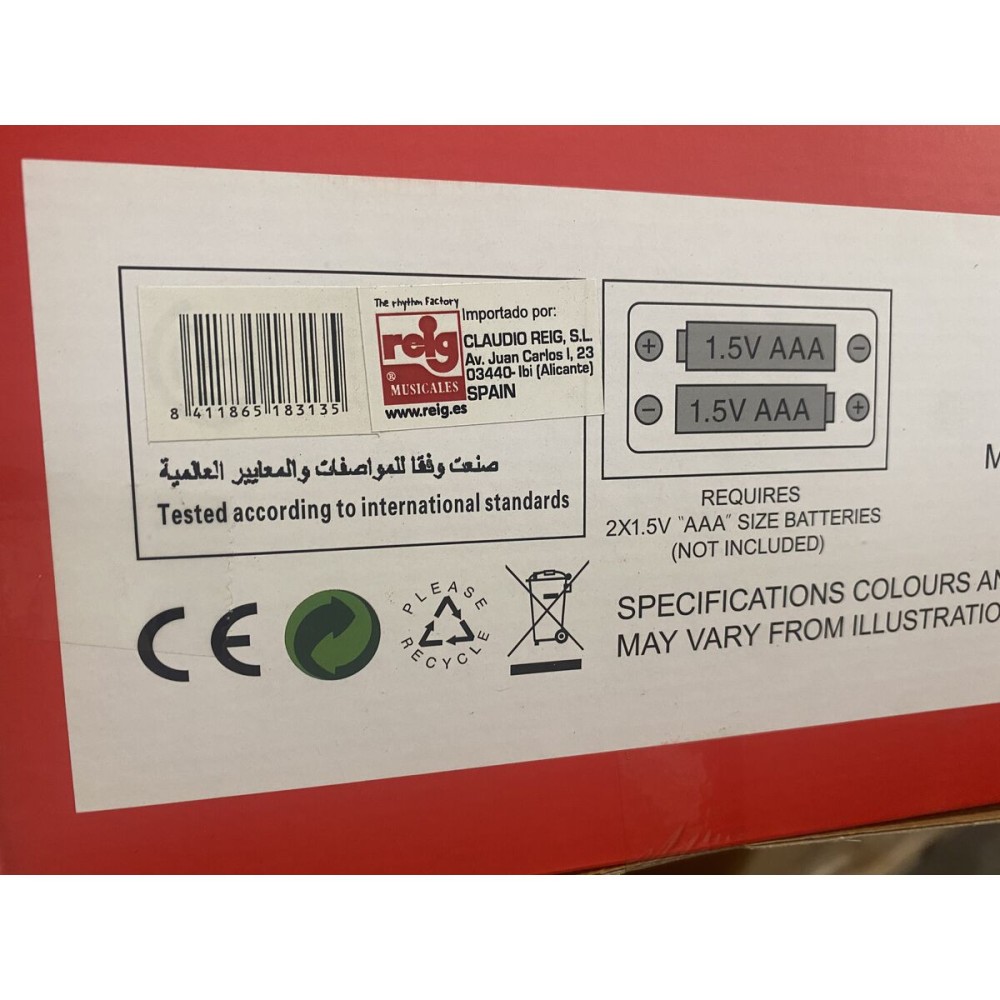 The rhythm Factory
reig
®
MUSICALES
www.reig.es
Importado por:
CLAUDIO REIG, S.L.
Av. Juan Carlos I, 23
03440- Ibi (Alicante)
SPAIN
8 411865 183135
صنعت وفقا للمواصفات والمعايير العالمية
Tested according to international standards
+ 1.5V AAA −
− 1.5V AAA +
REQUIRES
2X1.5V "AAA" SIZE BATTERIES
(NOT INCLUDED)
CE
PLEASE
RECYCLE
SPECIFICATIONS COLOURS
MAY VARY FROM